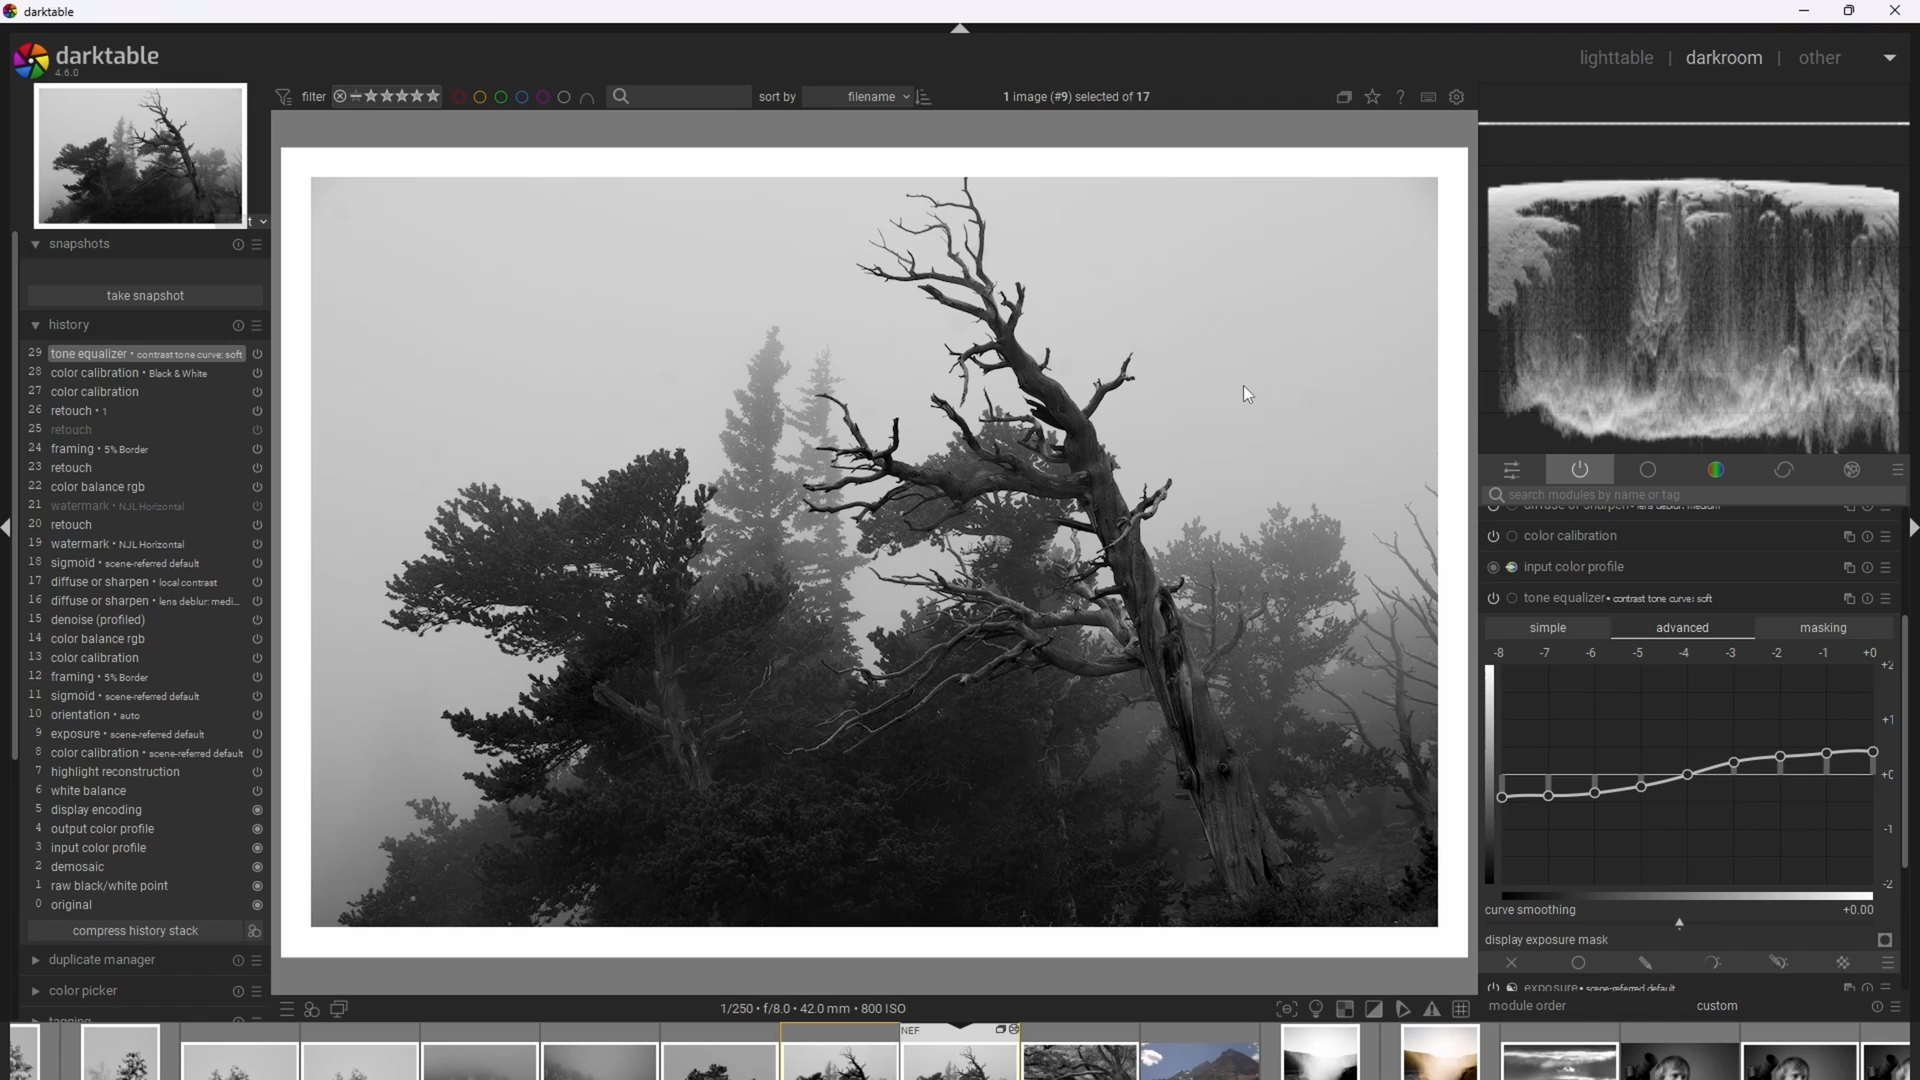 darktable
darktable
4.6.0
lighttable | darkroom | other
filter
sort by filename
1 image (#9) selected of 17
snapshots
take snapshot
history
29 tone equalizer • contrast tone curve: soft
28 color calibration • Black & White
27 color calibration
26 retouch • 1
25 retouch
24 framing • 5% Border
23 retouch
22 color balance rgb
21 watermark • NJL Horizontal
20 retouch
19 watermark • NJL Horizontal
18 sigmoid • scene-referred default
17 diffuse or sharpen • local contrast
16 diffuse or sharpen • lens deblur: medi...
15 denoise (profiled)
14 color balance rgb
13 color calibration
12 framing • 5% Border
11 sigmoid • scene-referred default
10 orientation • auto
9 exposure • scene-referred default
8 color calibration • scene-referred default
7 highlight reconstruction
6 white balance
5 display encoding
4 output color profile
3 input color profile
2 demosaic
1 raw black/white point
0 original
compress history stack
duplicate manager
color picker
tagging
1/250 • f/8.0 • 42.0 mm • 800 ISO
NEF
search modules by name or tag
diffuse or sharpen • lens deblur: medium
color calibration
input color profile
tone equalizer • contrast tone curve: soft
simple advanced masking
-8 -7 -6 -5 -4 -3 -2 -1 +0
+2
+1
+0
-1
-2
curve smoothing +0.00
display exposure mask
exposure • scene-referred default
module order custom